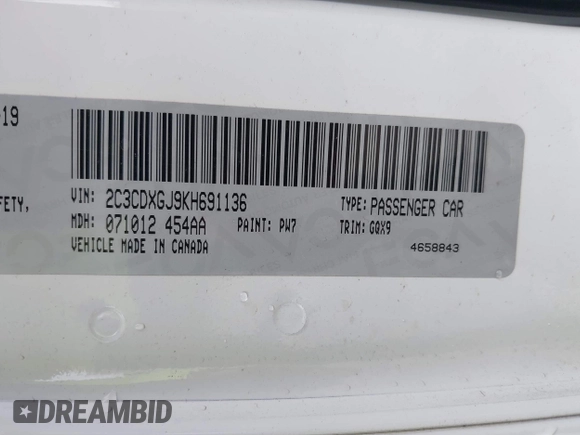 -19
FETY,
VIN: 2C3CDXGJ9KH691136 TYPE: PASSENGER CAR
MDH: 071012 454AA PAINT: PW7 TRIM: GQX9
VEHICLE MADE IN CANADA 4658843
DREAMBID